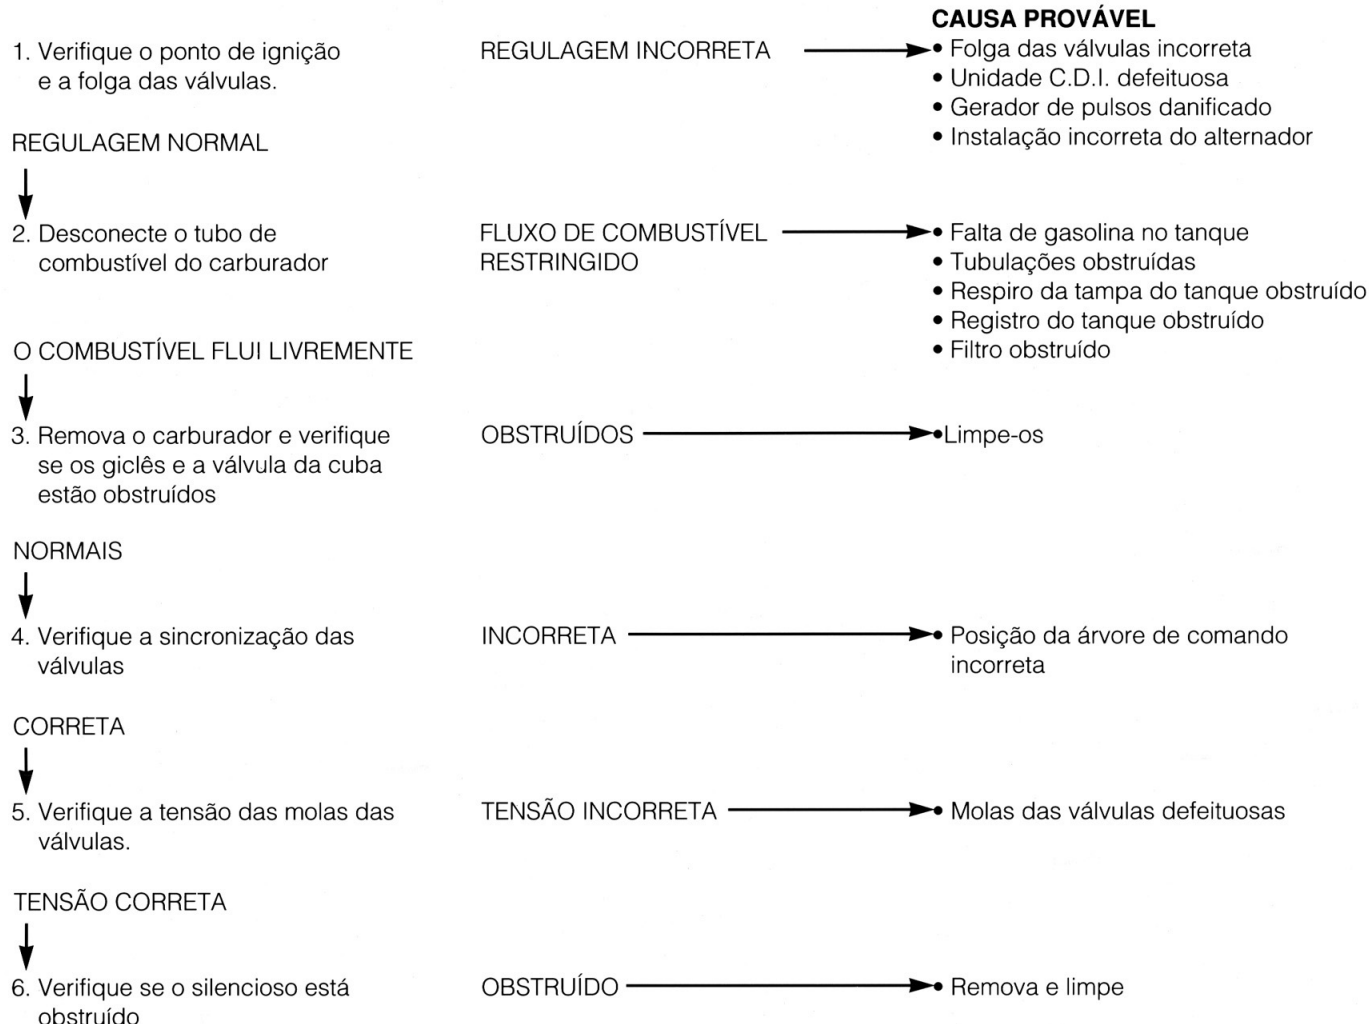 CAUSA PROVÁVEL
1. Verifique o ponto de ignição
e a folga das válvulas.
REGULAGEM INCORRETA
• Folga das válvulas incorreta
• Unidade C.D.I. defeituosa
• Gerador de pulsos danificado
• Instalação incorreta do alternador
REGULAGEM NORMAL
2. Desconecte o tubo de
combustível do carburador
FLUXO DE COMBUSTÍVEL
RESTRINGIDO
• Falta de gasolina no tanque
• Tubulações obstruídas
• Respiro da tampa do tanque obstruído
• Registro do tanque obstruído
• Filtro obstruído
O COMBUSTÍVEL FLUI LIVREMENTE
3. Remova o carburador e verifique
se os giclês e a válvula da cuba
estão obstruídos
OBSTRUÍDOS
•Limpe-os
NORMAIS
4. Verifique a sincronização das
válvulas
INCORRETA
• Posição da árvore de comando
incorreta
CORRETA
5. Verifique a tensão das molas das
válvulas.
TENSÃO INCORRETA
• Molas das válvulas defeituosas
TENSÃO CORRETA
6. Verifique se o silencioso está
obstruído
OBSTRUÍDO
• Remova e limpe